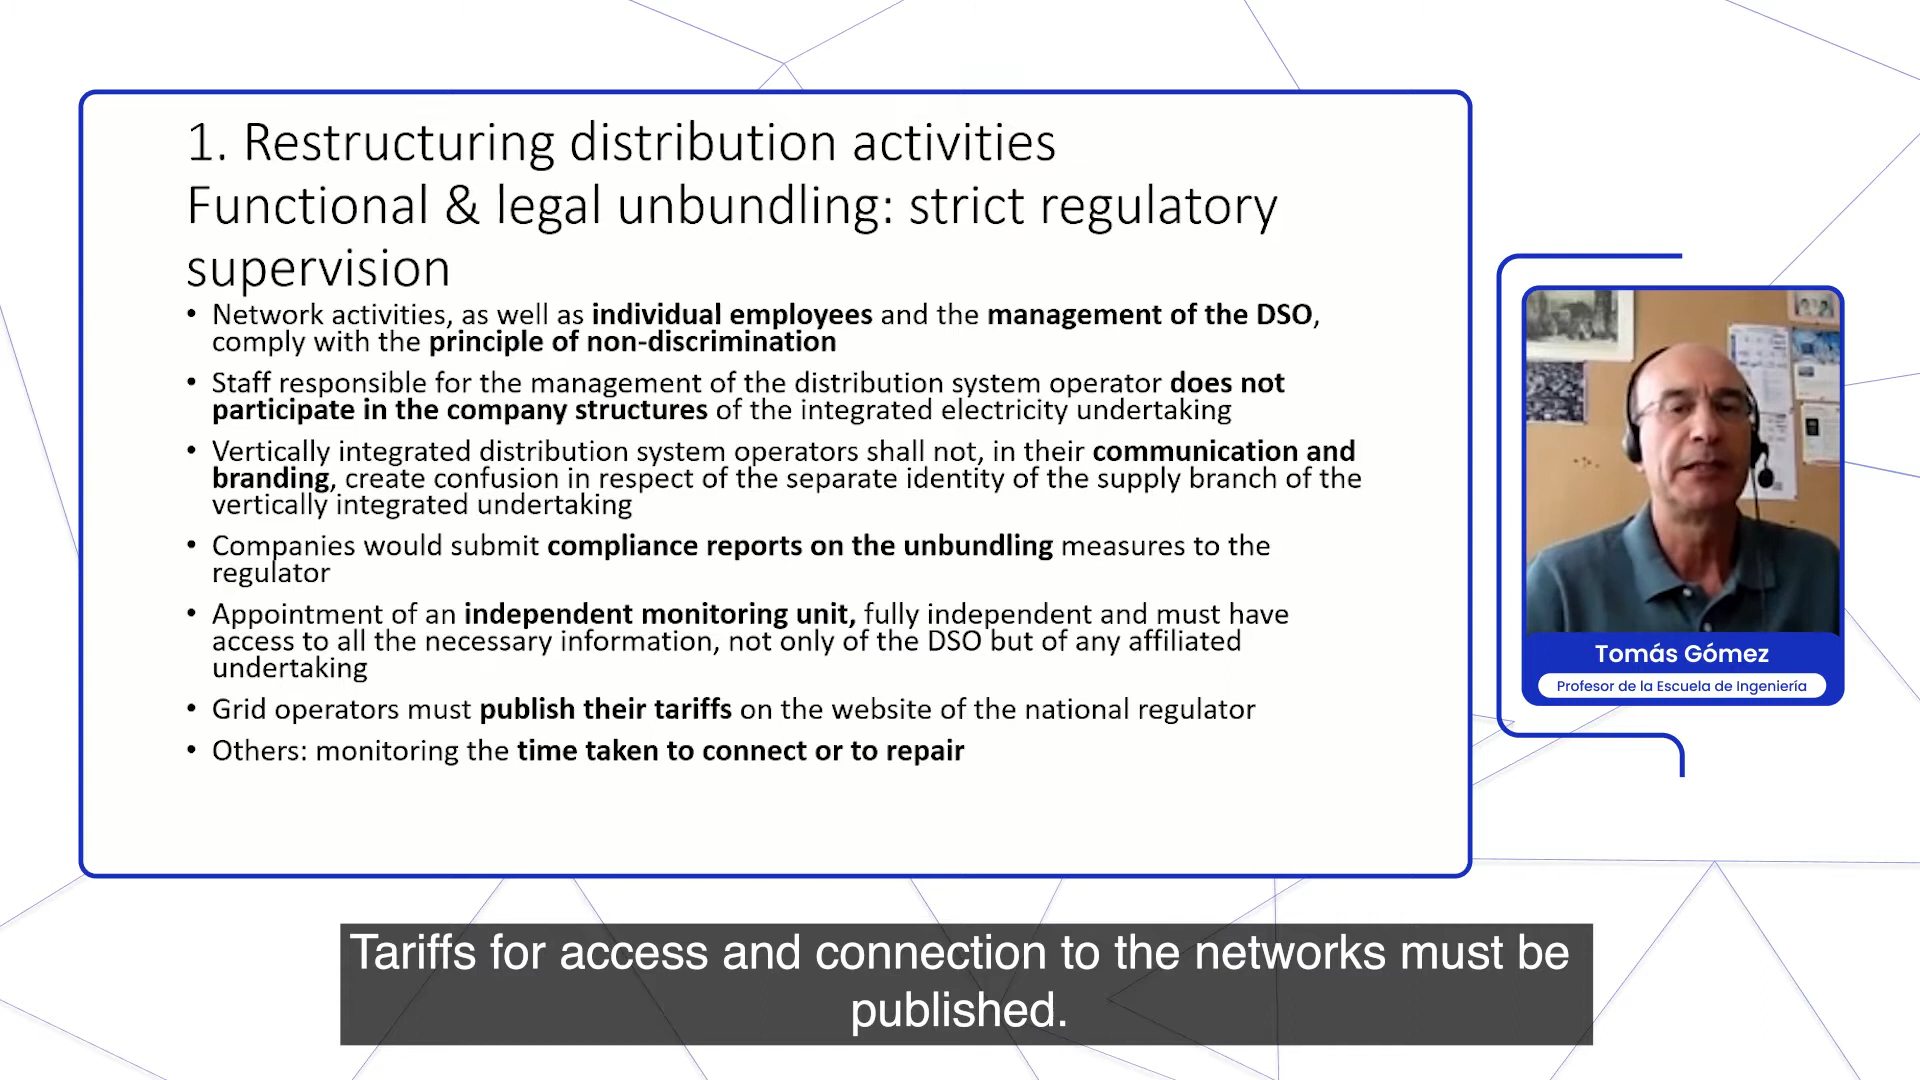 1. Restructuring distribution activities
Functional & legal unbundling: strict regulatory
supervision
• Network activities, as well as individual employees and the management of the DSO,
comply with the principle of non-discrimination
• Staff responsible for the management of the distribution system operator does not
participate in the company structures of the integrated electricity undertaking
• Vertically integrated distribution system operators shall not, in their communication and
branding, create confusion in respect of the separate identity of the supply branch of the
vertically integrated undertaking
• Companies would submit compliance reports on the unbundling measures to the
regulator
• Appointment of an independent monitoring unit, fully independent and must have
access to all the necessary information, not only of the DSO but of any affiliated
undertaking
• Grid operators must publish their tariffs on the website of the national regulator
• Others: monitoring the time taken to connect or to repair
Tomás Gómez
Profesor de la Escuela de Ingeniería
Tariffs for access and connection to the networks must be
published.